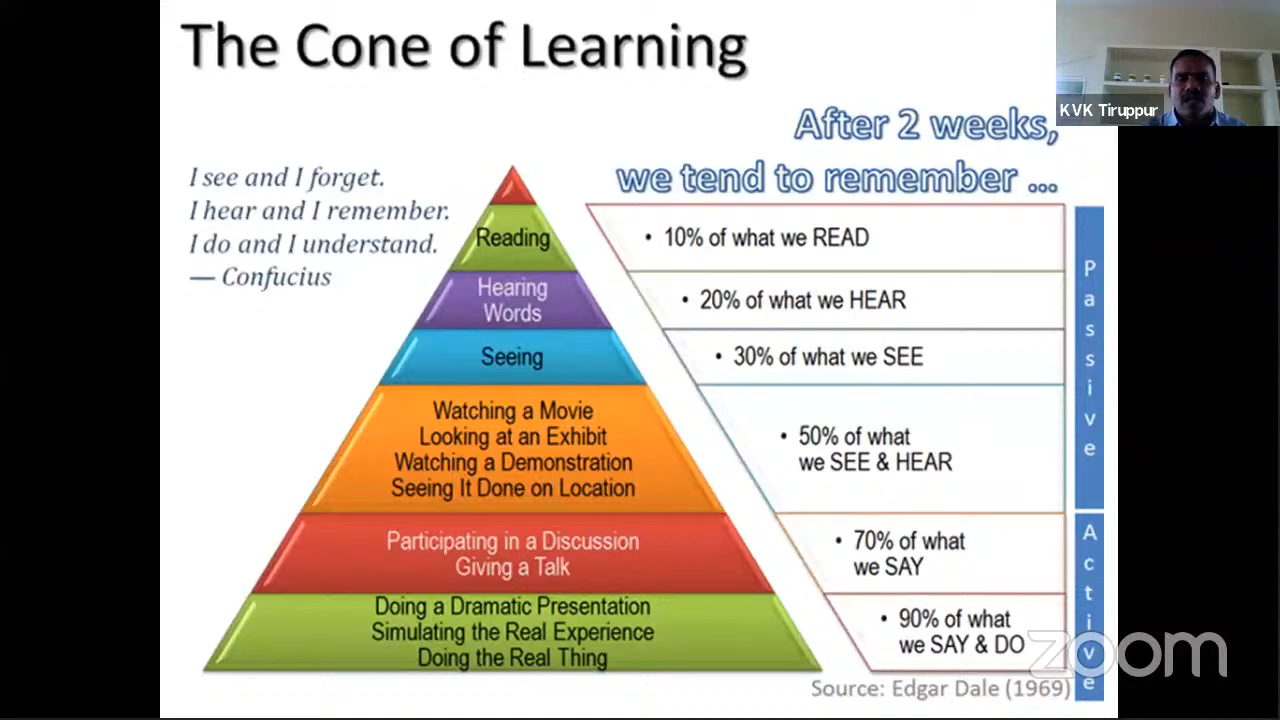 The Cone of Learning
KVK Tiruppur
After 2 weeks,
we tend to remember ...
I see and I forget.
I hear and I remember.
I do and I understand.
— Confucius
Reading
Hearing
Words
Seeing
Watching a Movie
Looking at an Exhibit
Watching a Demonstration
Seeing It Done on Location
Participating in a Discussion
Giving a Talk
Doing a Dramatic Presentation
Simulating the Real Experience
Doing the Real Thing
• 10% of what we READ
• 20% of what we HEAR
• 30% of what we SEE
• 50% of what
we SEE & HEAR
• 70% of what
we SAY
• 90% of what
we SAY & DO
Passive
Active
zoom
Source: Edgar Dale (1969)